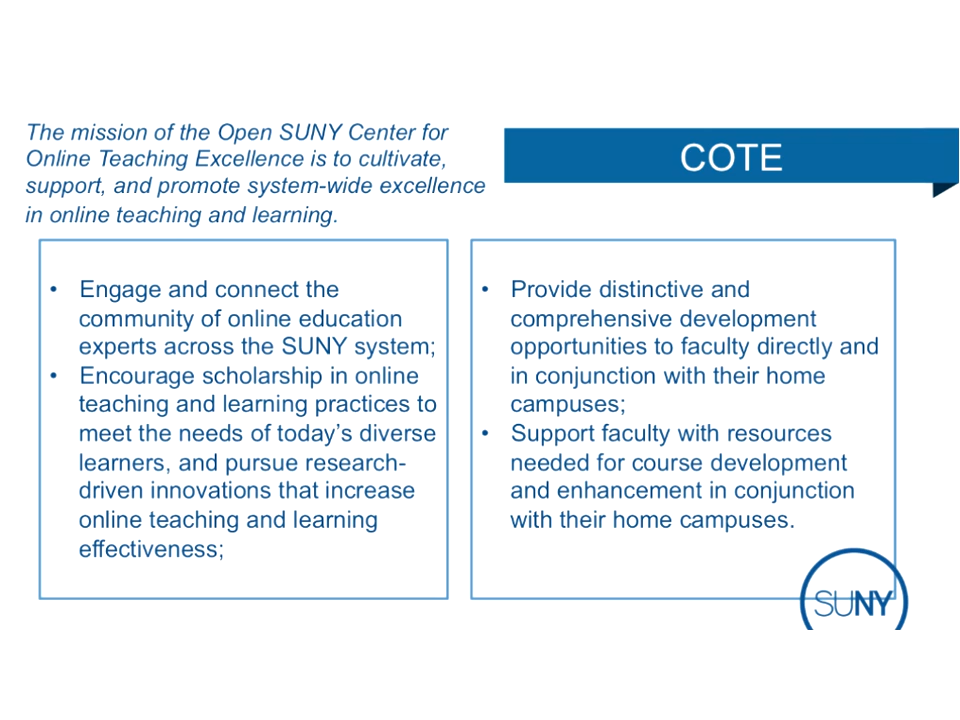 The mission of the Open SUNY Center for
Online Teaching Excellence is to cultivate,
support, and promote system-wide excellence
in online teaching and learning.
COTE
• Engage and connect the
community of online education
experts across the SUNY system;
• Encourage scholarship in online
teaching and learning practices to
meet the needs of today’s diverse
learners, and pursue research-
driven innovations that increase
online teaching and learning
effectiveness;
• Provide distinctive and
comprehensive development
opportunities to faculty directly and
in conjunction with their home
campuses;
• Support faculty with resources
needed for course development
and enhancement in conjunction
with their home campuses.
SUNY